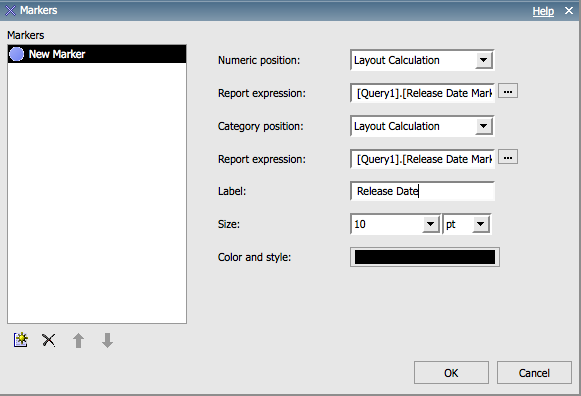 Markers
Help
Markers
New Marker
Numeric position:
Layout Calculation
Report expression:
[Query1].[Release Date Mark
...
Category position:
Layout Calculation
Report expression:
[Query1].[Release Date Mark
...
Label:
Release Date
Size:
10
pt
Color and style:
OK
Cancel